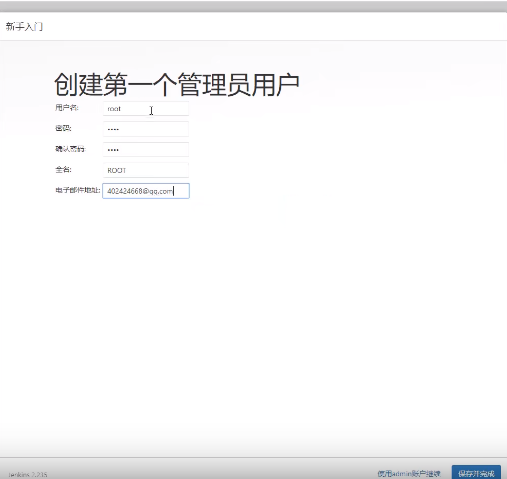 新手入门
创建第一个管理员用户
用户名: root
密码: ••••
确认密码: ••••
全名: ROOT
电子邮件地址: 402424668@qq.com
Jenkins 2.235 使用admin账户继续 保存并完成